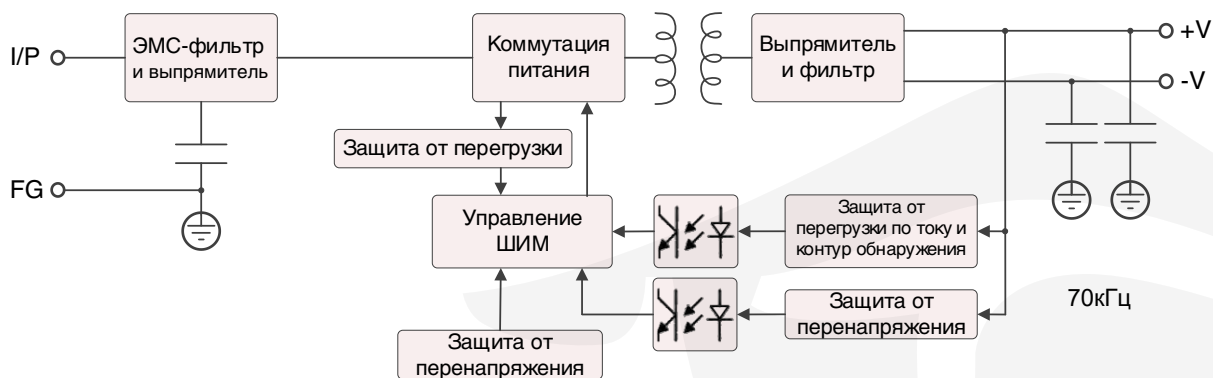 I/P
ЭМС-фильтр
и выпрямитель
Коммутация
питания
Выпрямитель
и фильтр
+V
-V
Защита от перегрузки
FG
Управление
ШИМ
Защита от
перегрузки по току и
контур обнаружения
70кГц
Защита от
перенапряжения
Защита от
перенапряжения